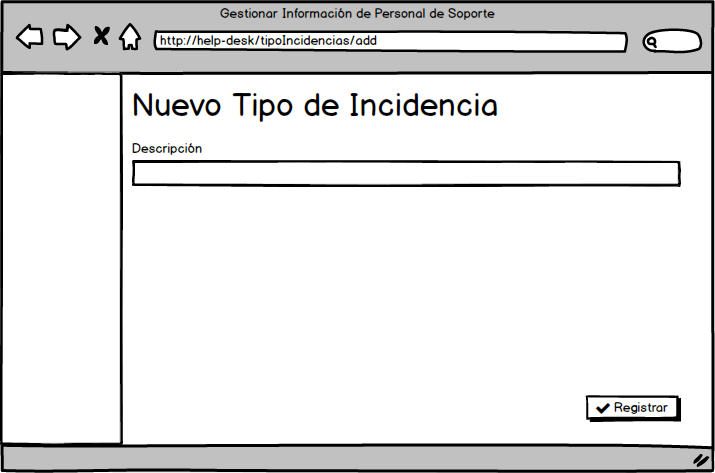 Gestionar Información de Personal de Soporte
http://help-desk/tipoIncidencias/add
Nuevo Tipo de Incidencia
Descripción
Registrar